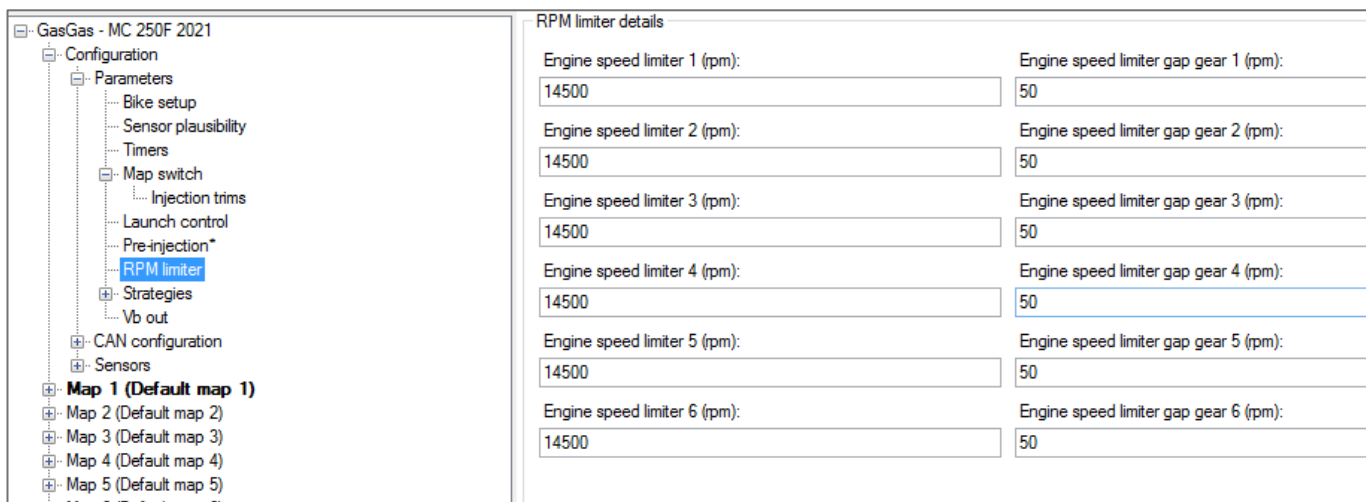 GasGas - MC 250F 2021
Configuration
Parameters
Bike setup
Sensor plausibility
Timers
Map switch
Injection trims
Launch control
Pre-injection*
RPM limiter
Strategies
Vb out
CAN configuration
Sensors
Map 1 (Default map 1)
Map 2 (Default map 2)
Map 3 (Default map 3)
Map 4 (Default map 4)
Map 5 (Default map 5)
RPM limiter details
Engine speed limiter 1 (rpm):
Engine speed limiter gap gear 1 (rpm):
14500
50
Engine speed limiter 2 (rpm):
Engine speed limiter gap gear 2 (rpm):
14500
50
Engine speed limiter 3 (rpm):
Engine speed limiter gap gear 3 (rpm):
14500
50
Engine speed limiter 4 (rpm):
Engine speed limiter gap gear 4 (rpm):
14500
50
Engine speed limiter 5 (rpm):
Engine speed limiter gap gear 5 (rpm):
14500
50
Engine speed limiter 6 (rpm):
Engine speed limiter gap gear 6 (rpm):
14500
50